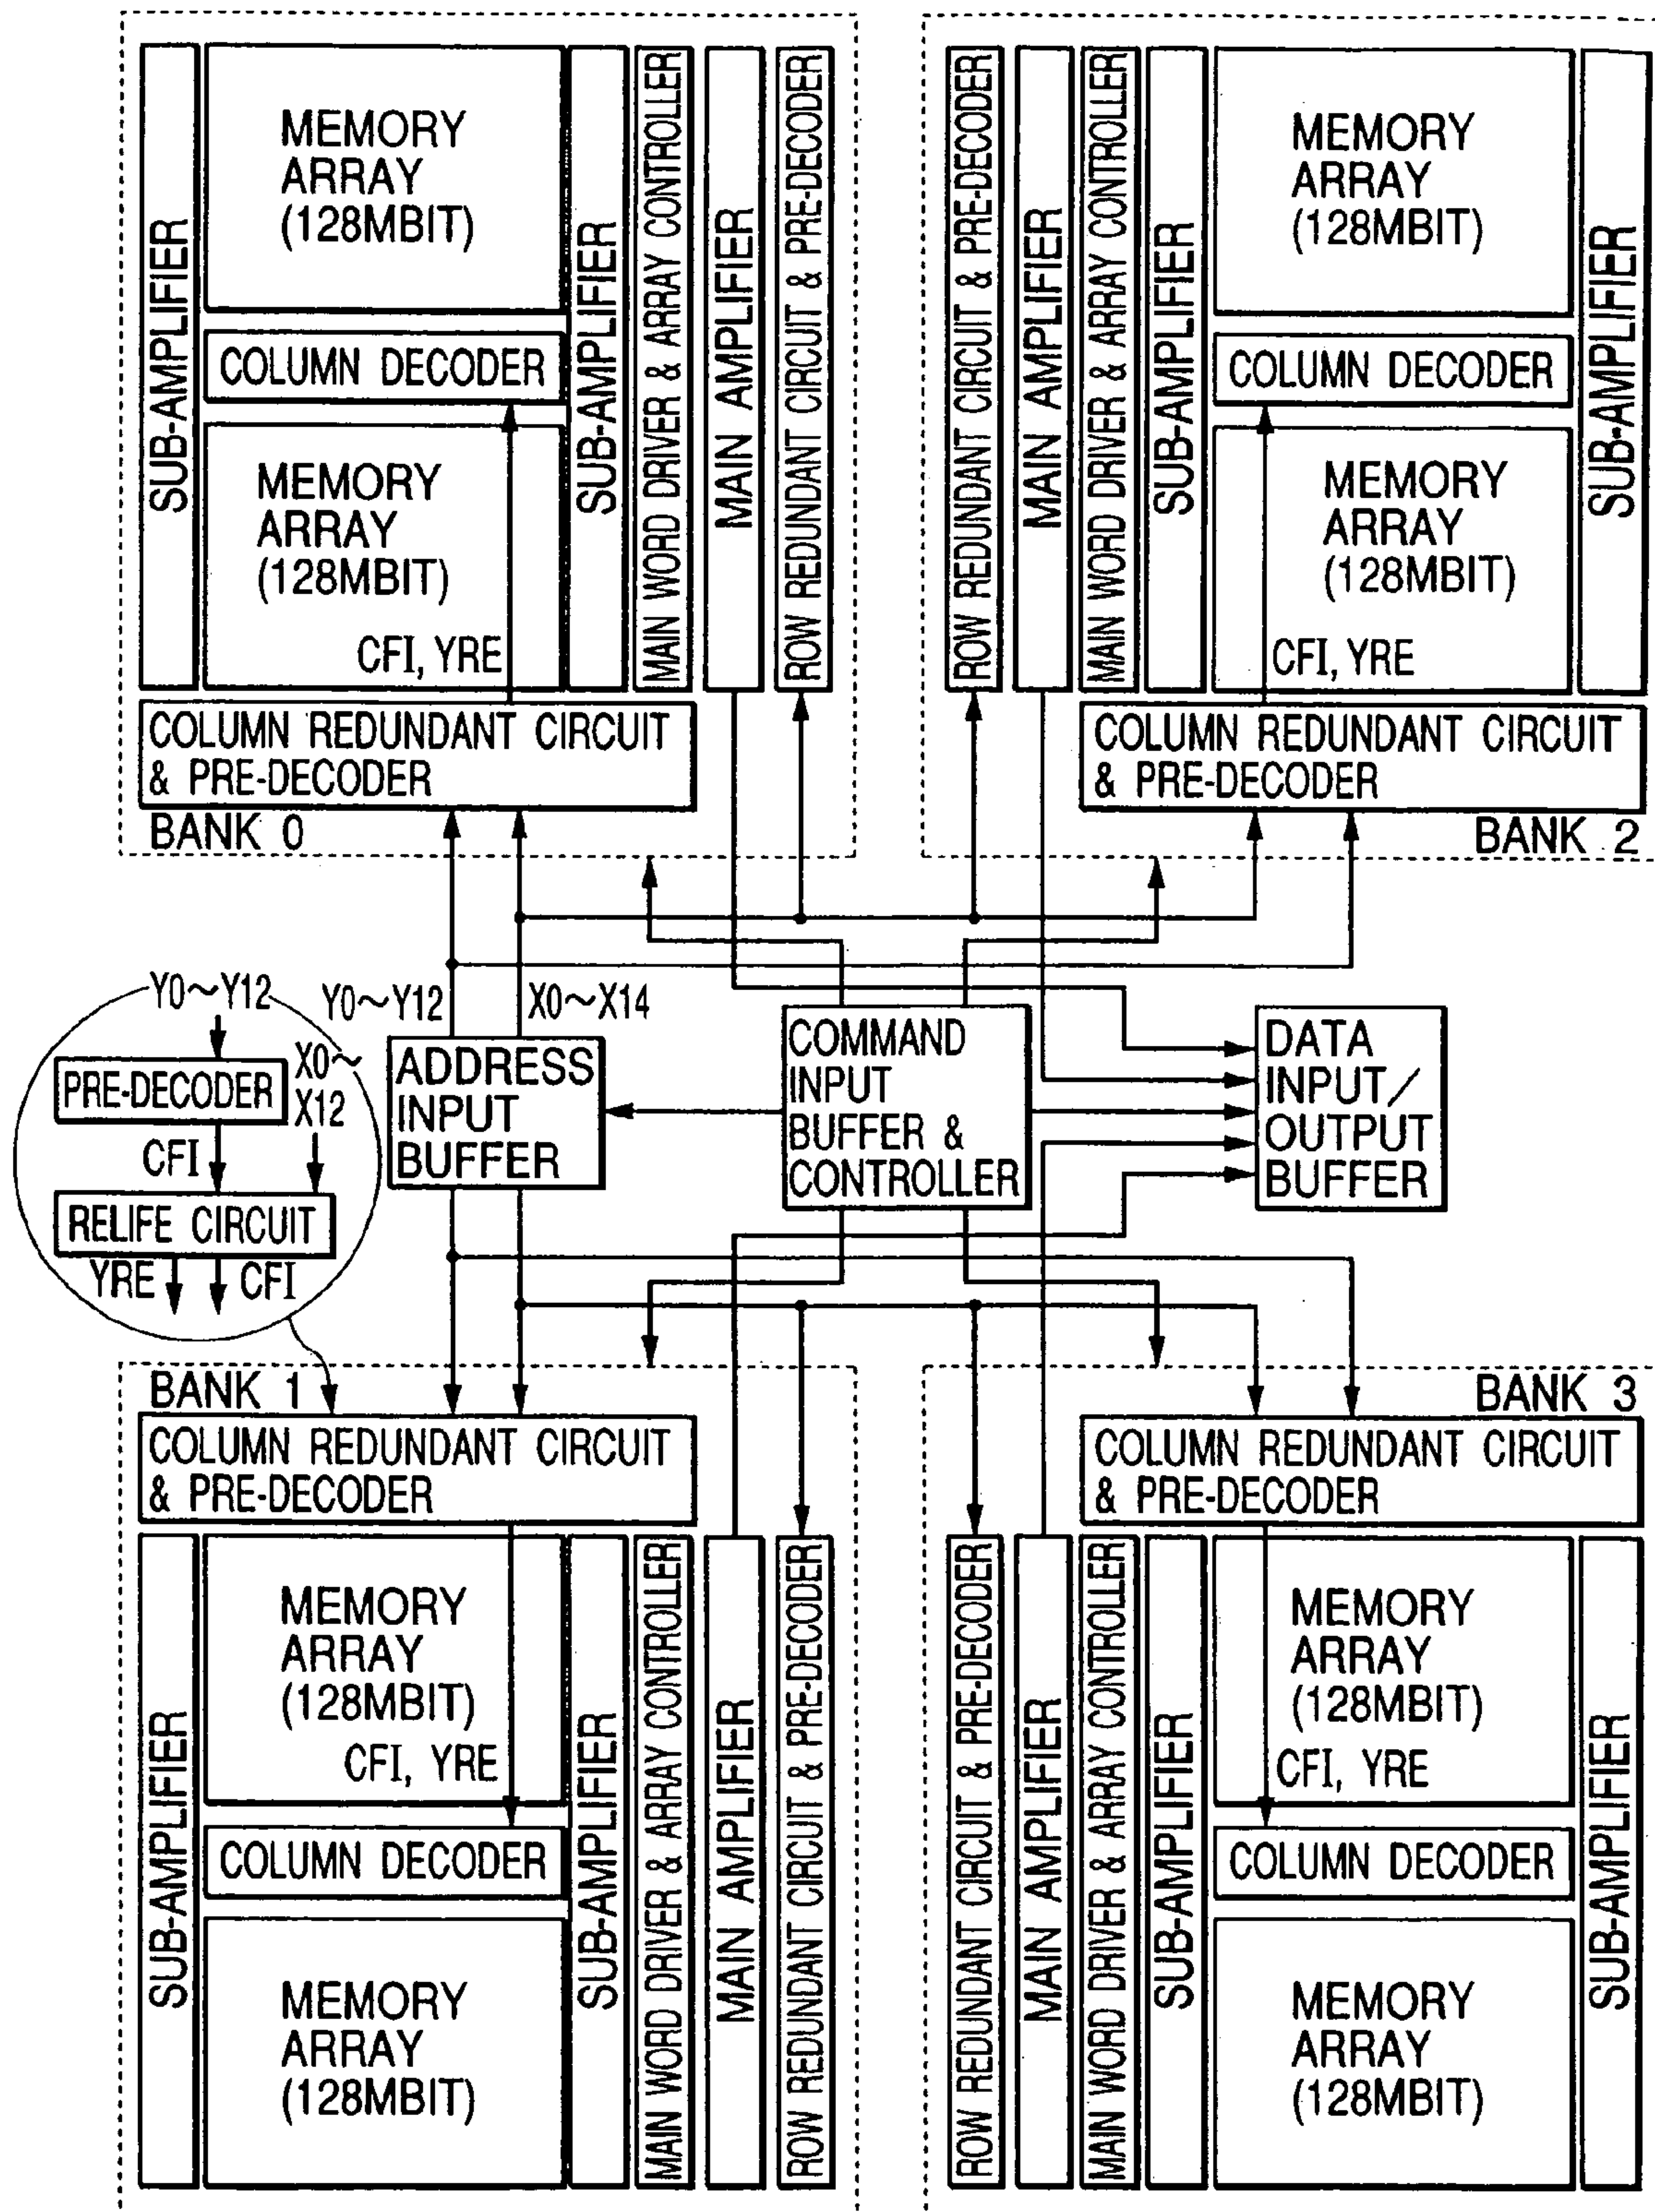 SUB-AMPLIFIER
MEMORY
ARRAY
(128MBIT)
COLUMN DECODER
MEMORY
ARRAY
(128MBIT)
CFI, YRE
SUB-AMPLIFIER
MAIN WORD DRIVER & ARRAY CONTROLLER
MAIN AMPLIFIER
ROW REDUNDANT CIRCUIT & PRE-DECODER
COLUMN REDUNDANT CIRCUIT
& PRE-DECODER
BANK 0
ROW REDUNDANT CIRCUIT & PRE-DECODER
MAIN AMPLIFIER
MAIN WORD DRIVER & ARRAY CONTROLLER
SUB-AMPLIFIER
MEMORY
ARRAY
(128MBIT)
COLUMN DECODER
MEMORY
ARRAY
(128MBIT)
CFI, YRE
SUB-AMPLIFIER
COLUMN REDUNDANT CIRCUIT
& PRE-DECODER
BANK 2
Y0~Y12
PRE-DECODER
X0~
X12
CFI
RELIFE CIRCUIT
YRE
CFI
Y0~Y12
X0~X14
ADDRESS
INPUT
BUFFER
COMMAND
INPUT
BUFFER &
CONTROLLER
DATA
INPUT/
OUTPUT
BUFFER
BANK 1
COLUMN REDUNDANT CIRCUIT
& PRE-DECODER
SUB-AMPLIFIER
MEMORY
ARRAY
(128MBIT)
CFI, YRE
COLUMN DECODER
MEMORY
ARRAY
(128MBIT)
SUB-AMPLIFIER
MAIN WORD DRIVER & ARRAY CONTROLLER
MAIN AMPLIFIER
ROW REDUNDANT CIRCUIT & PRE-DECODER
BANK 3
COLUMN REDUNDANT CIRCUIT
& PRE-DECODER
ROW REDUNDANT CIRCUIT & PRE-DECODER
MAIN AMPLIFIER
MAIN WORD DRIVER & ARRAY CONTROLLER
SUB-AMPLIFIER
MEMORY
ARRAY
(128MBIT)
CFI, YRE
COLUMN DECODER
MEMORY
ARRAY
(128MBIT)
SUB-AMPLIFIER